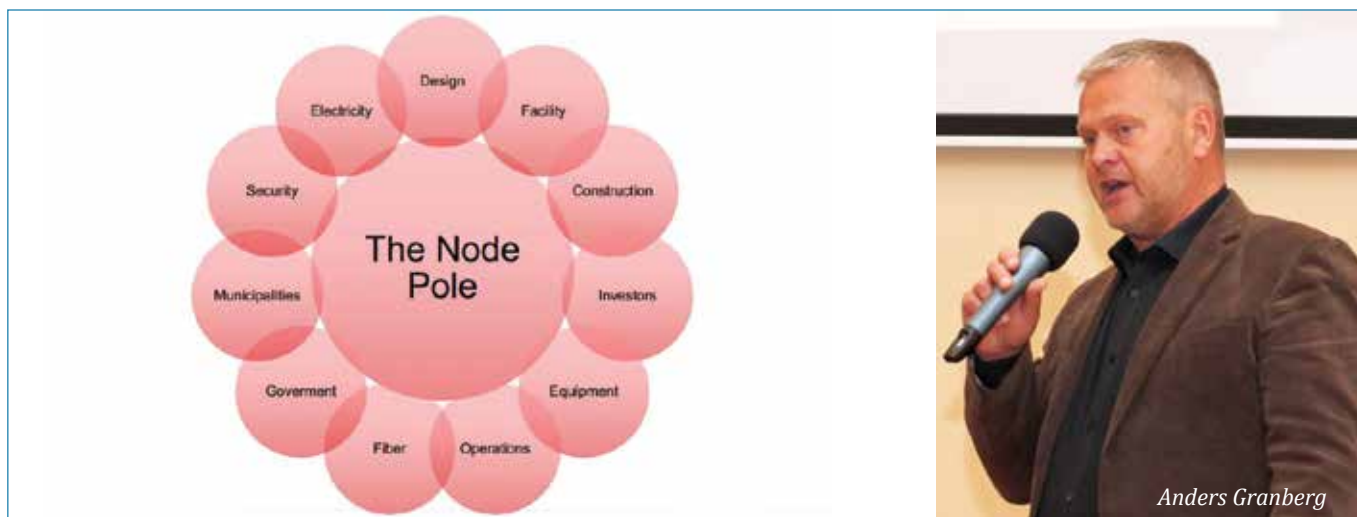 Design
Electricity
Facility
Security
Construction
The Node
Pole
Municipalities
Investors
Goverment
Equipment
Fiber
Operations
Anders Granberg